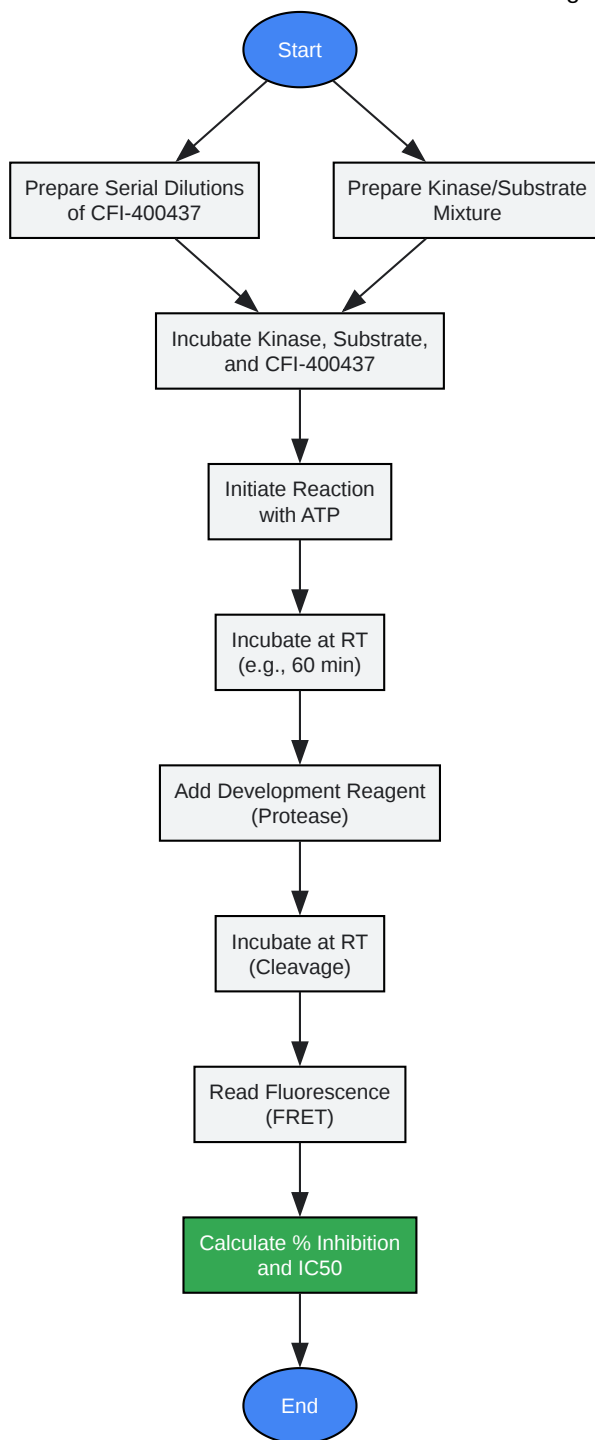 Start
Prepare Serial Dilutions
of CFI-400437
Prepare Kinase/Substrate
Mixture
Incubate Kinase, Substrate,
and CFI-400437
Initiate Reaction
with ATP
Incubate at RT
(e.g., 60 min)
Add Development Reagent
(Protease)
Incubate at RT
(Cleavage)
Read Fluorescence
(FRET)
Calculate % Inhibition
and IC50
End